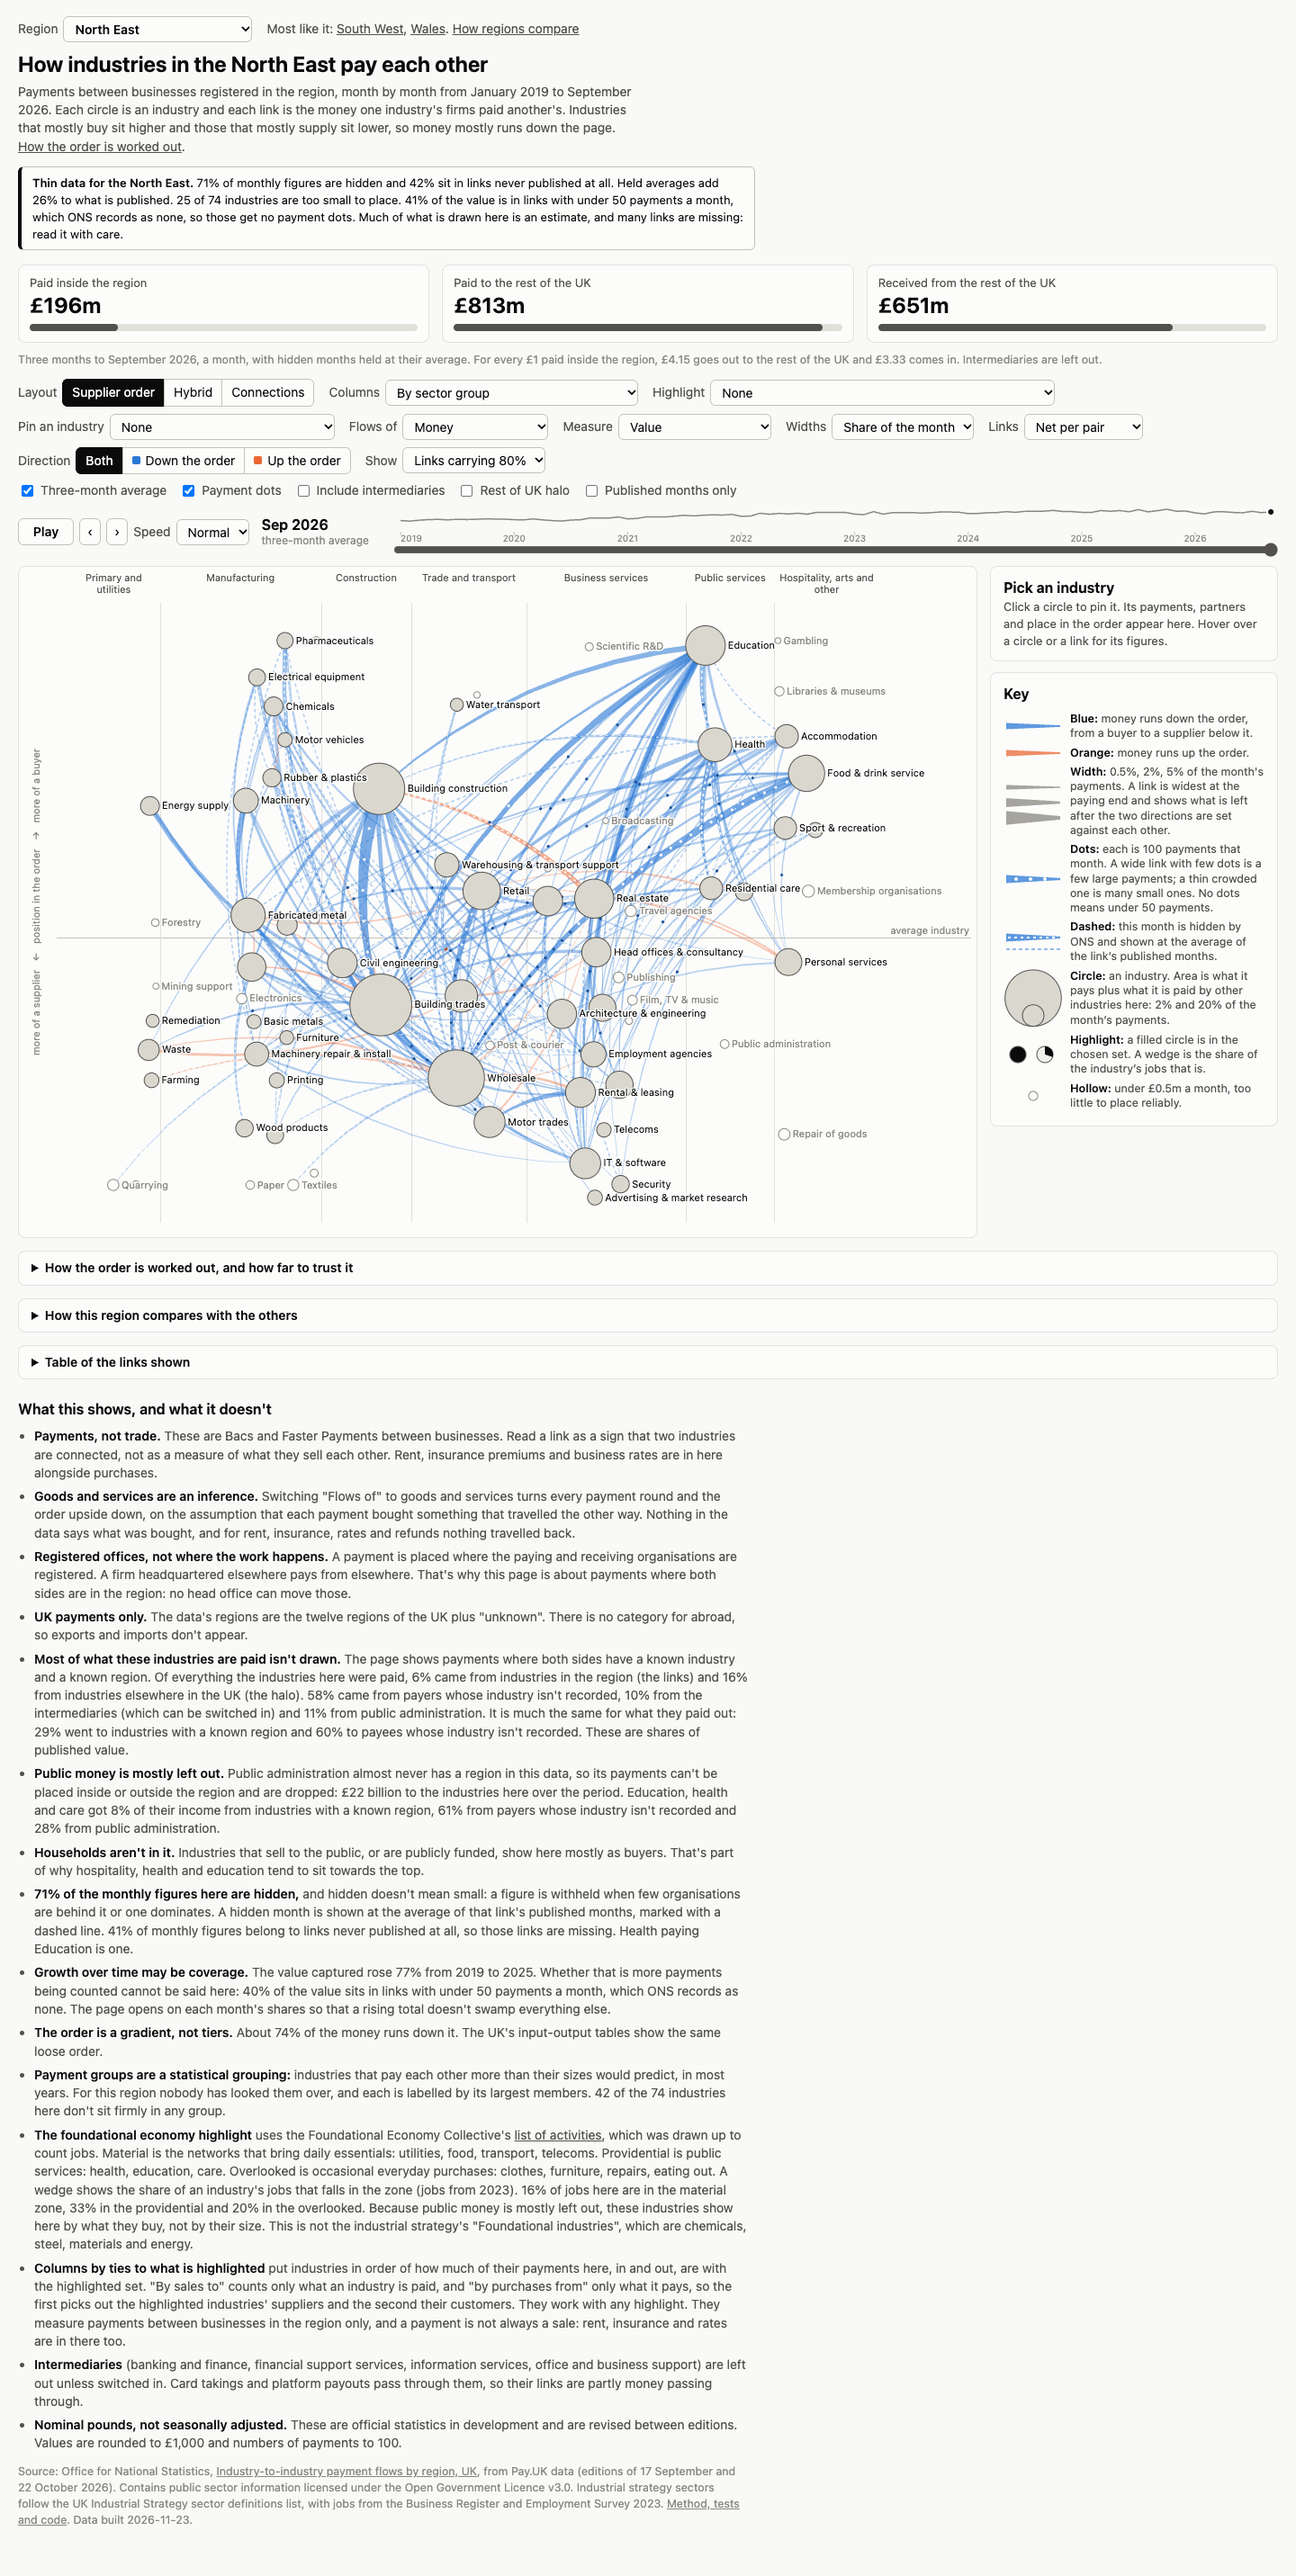 Region North East Most like it: South West, Wales. How regions compare
How industries in the North East pay each other
Payments between businesses registered in the region, month by month from January 2019 to September
2026. Each circle is an industry and each link is the money one industry's firms paid another's. Industries
that mostly buy sit higher and those that mostly supply sit lower, so money mostly runs down the page.
How the order is worked out.
Thin data for the North East. 71% of monthly figures are hidden and 42% sit in links never published at all. Held averages add
26% to what is published. 25 of 74 industries are too small to place. 41% of the value is in links with under 50 payments a month,
which ONS records as none, so those get no payment dots. Much of what is drawn here is an estimate, and many links are missing:
read it with care.
Paid inside the region
£196m
Paid to the rest of the UK
£813m
Received from the rest of the UK
£651m
Three months to September 2026, a month, with hidden months held at their average. For every £1 paid inside the region, £4.15 goes out to the rest of the UK and £3.33 comes in. Intermediaries are left out.
Layout Supplier order Hybrid Connections Columns By sector group Highlight None
Pin an industry None Flows of Money Measure Value Widths Share of the month Links Net per pair
Direction Both Down the order Up the order Show Links carrying 80%
Three-month average Payment dots Include intermediaries Rest of UK halo Published months only
Play ‹ › Speed Normal Sep 2026
three-month average
2019 2020 2021 2022 2023 2024 2025 2026
Primary and
utilities
Manufacturing
Construction
Trade and transport
Business services
Public services
Hospitality, arts and
other
Pharmaceuticals
Scientific R&D
Education
Gambling
Electrical equipment
Libraries & museums
Chemicals
Water transport
Motor vehicles
Health
Accommodation
Rubber & plastics
Food & drink service
Building construction
Energy supply
Machinery
Broadcasting
Sport & recreation
Warehousing & transport support
Retail
Residential care
Membership organisations
Real estate
Travel agencies
Fabricated metal
Forestry
average industry
Head offices & consultancy
Civil engineering
Personal services
Publishing
Mining support
Electronics
Building trades
Film, TV & music
Architecture & engineering
Remediation
Basic metals
Furniture
Post & courier
Public administration
Waste
Machinery repair & install
Employment agencies
Farming
Printing
Wholesale
Rental & leasing
Motor trades
Wood products
Telecoms
Repair of goods
IT & software
Quarrying
Paper
Textiles
Security
Advertising & market research
more of a supplier ← position in the order → more of a buyer
Pick an industry
Click a circle to pin it. Its payments, partners
and place in the order appear here. Hover over
a circle or a link for its figures.
Key
Blue: money runs down the order,
from a buyer to a supplier below it.
Orange: money runs up the order.
Width: 0.5%, 2%, 5% of the month's
payments. A link is widest at the
paying end and shows what is left
after the two directions are set
against each other.
Dots: each is 100 payments that
month. A wide link with few dots is a
few large payments; a thin crowded
one is many small ones. No dots
means under 50 payments.
Dashed: this month is hidden by
ONS and shown at the average of
the link's published months.
Circle: an industry. Area is what it
pays plus what it is paid by other
industries here: 2% and 20% of the
month's payments.
Highlight: a filled circle is in the
chosen set. A wedge is the share of
the industry's jobs that is.
Hollow: under £0.5m a month, too
little to place reliably.
How the order is worked out, and how far to trust it
How this region compares with the others
Table of the links shown
What this shows, and what it doesn't
Payments, not trade. These are Bacs and Faster Payments between businesses. Read a link as a sign that two industries
are connected, not as a measure of what they sell each other. Rent, insurance premiums and business rates are in here
alongside purchases.
Goods and services are an inference. Switching "Flows of" to goods and services turns every payment round and the
order upside down, on the assumption that each payment bought something that travelled the other way. Nothing in the
data says what was bought, and for rent, insurance, rates and refunds nothing travelled back.
Registered offices, not where the work happens. A payment is placed where the paying and receiving organisations are
registered. A firm headquartered elsewhere pays from elsewhere. That's why this page is about payments where both
sides are in the region: no head office can move those.
UK payments only. The data's regions are the twelve regions of the UK plus "unknown". There is no category for abroad,
so exports and imports don't appear.
Most of what these industries are paid isn't drawn. The page shows payments where both sides have a known industry
and a known region. Of everything the industries here were paid, 6% came from industries in the region (the links) and 16%
from industries elsewhere in the UK (the halo). 58% came from payers whose industry isn't recorded, 10% from the
intermediaries (which can be switched in) and 11% from public administration. It is much the same for what they paid out:
29% went to industries with a known region and 60% to payees whose industry isn't recorded. These are shares of
published value.
Public money is mostly left out. Public administration almost never has a region in this data, so its payments can't be
placed inside or outside the region and are dropped: £22 billion to the industries here over the period. Education, health
and care got 8% of their income from industries with a known region, 61% from payers whose industry isn't recorded and
28% from public administration.
Households aren't in it. Industries that sell to the public, or are publicly funded, show here mostly as buyers. That's part
of why hospitality, health and education tend to sit towards the top.
71% of the monthly figures here are hidden, and hidden doesn't mean small: a figure is withheld when few organisations
are behind it or one dominates. A hidden month is shown at the average of that link's published months, marked with a
dashed line. 41% of monthly figures belong to links never published at all, so those links are missing. Health paying
Education is one.
Growth over time may be coverage. The value captured rose 77% from 2019 to 2025. Whether that is more payments
being counted cannot be said here: 40% of the value sits in links with under 50 payments a month, which ONS records as
none. The page opens on each month's shares so that a rising total doesn't swamp everything else.
The order is a gradient, not tiers. About 74% of the money runs down it. The UK's input-output tables show the same
loose order.
Payment groups are a statistical grouping: industries that pay each other more than their sizes would predict, in most
years. For this region nobody has looked them over, and each is labelled by its largest members. 42 of the 74 industries
here don't sit firmly in any group.
The foundational economy highlight uses the Foundational Economy Collective's list of activities, which was drawn up to
count jobs. Material is the networks that bring daily essentials: utilities, food, transport, telecoms. Providential is public
services: health, education, care. Overlooked is occasional everyday purchases: clothes, furniture, repairs, eating out. A
wedge shows the share of an industry's jobs that falls in the zone (jobs from 2023). 16% of jobs here are in the material
zone, 33% in the providential and 20% in the overlooked. Because public money is mostly left out, these industries show
here by what they buy, not by their size. This is not the industrial strategy's "Foundational industries", which are chemicals,
steel, materials and energy.
Columns by ties to what is highlighted put industries in order of how much of their payments here, in and out, are with
the highlighted set. "By sales to" counts only what an industry is paid, and "by purchases from" only what it pays, so the
first picks out the highlighted industries' suppliers and the second their customers. They work with any highlight. They
measure payments between businesses in the region only, and a payment is not always a sale: rent, insurance and rates
are in there too.
Intermediaries (banking and finance, financial support services, information services, office and business support) are left
out unless switched in. Card takings and platform payouts pass through them, so their links are partly money passing
through.
Nominal pounds, not seasonally adjusted. These are official statistics in development and are revised between editions.
Values are rounded to £1,000 and numbers of payments to 100.
Source: Office for National Statistics, Industry-to-industry payment flows by region, UK, from Pay.UK data (editions of 17 September and
22 October 2026). Contains public sector information licensed under the Open Government Licence v3.0. Industrial strategy sectors
follow the UK Industrial Strategy sector definitions list, with jobs from the Business Register and Employment Survey 2023. Method, tests
and code. Data built 2026-11-23.